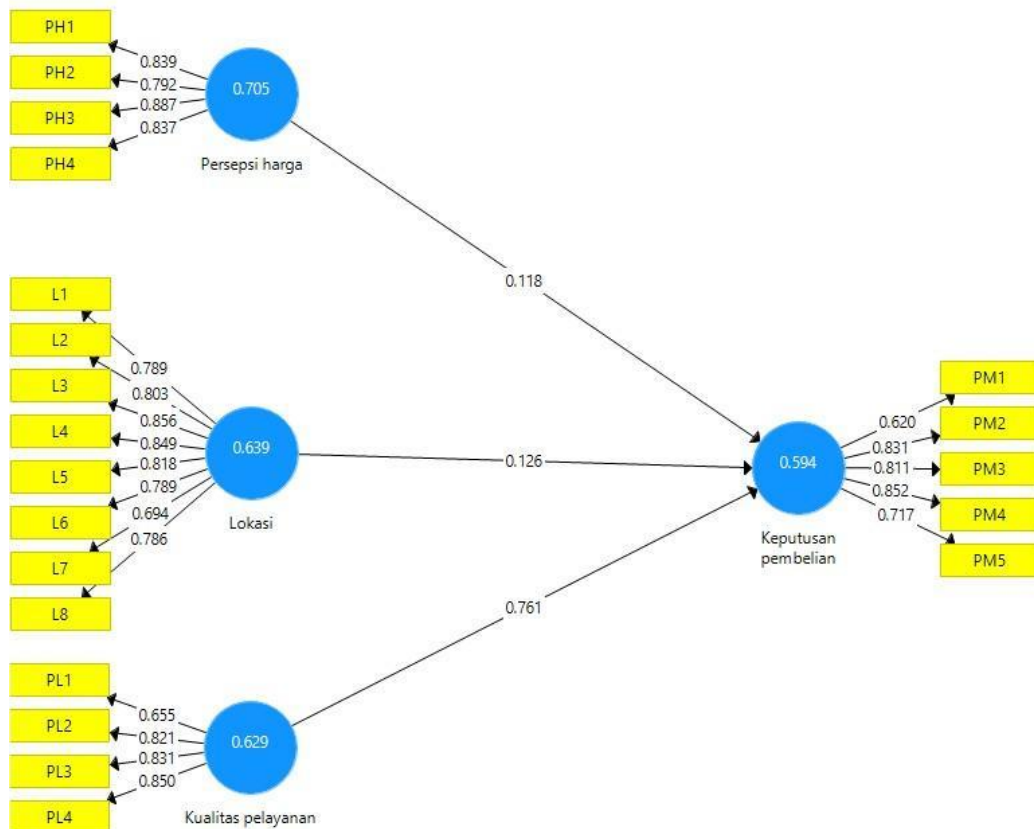 PH1
PH2
PH3
PH4
0.839
0.792
0.887
0.837
0.705
Persepsi harga
0.118
L1
L2
L3
L4
L5
L6
L7
L8
0.789
0.803
0.856
0.849
0.818
0.789
0.694
0.786
0.639
Lokasi
0.126
PL1
PL2
PL3
PL4
0.655
0.821
0.831
0.850
0.629
Kualitas pelayanan
0.761
0.594
Keputusan
pembelian
0.620
0.831
0.811
0.852
0.717
PM1
PM2
PM3
PM4
PM5